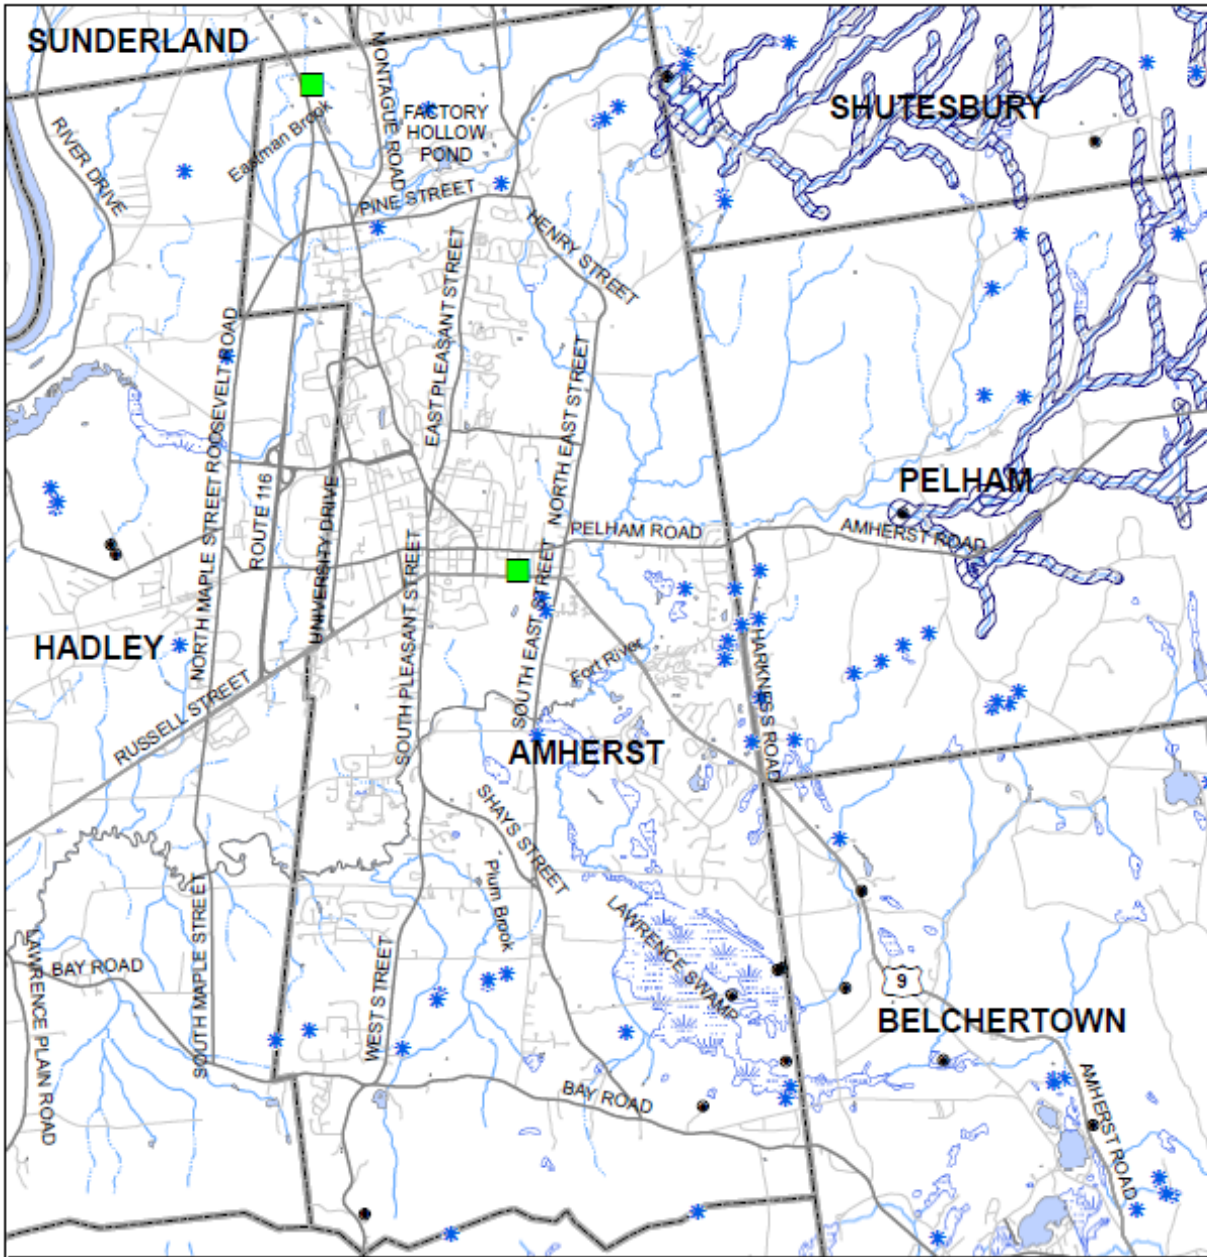 SUNDERLAND
MONTAGUE ROAD
SHUTESBURY
FACTORY
HOLLOW
POND
Eastman Brook
RIVER DRIVE
PINE STREET
HENRY STREET
EAST PLEASANT STREET
NORTH EAST STREET
NORTH MAPLE STREET ROOSEVELT ROAD
ROUTE 116
UNIVERSITY DRIVE
PELHAM
PELHAM ROAD
AMHERST ROAD
SOUTH PLEASANT STREET
SOUTH EAST STREET
HADLEY
HARKNESS ROAD
Fort River
RUSSELL STREET
AMHERST
SHAYS STREET
Plum Brook
SOUTH MAPLE STREET
LAWRENCE SWAMP
LAWRENCE PLAIN ROAD
BAY ROAD
WEST STREET
9
BELCHERTOWN
BAY ROAD
AMHERST ROAD